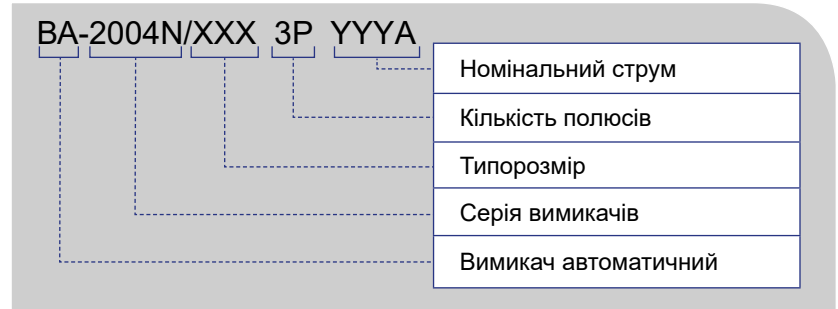 ВА-2004N/XXX 3P YYYA
Номінальний струм
Кількість полюсів
Типорозмір
Серія вимикачів
Вимикач автоматичний